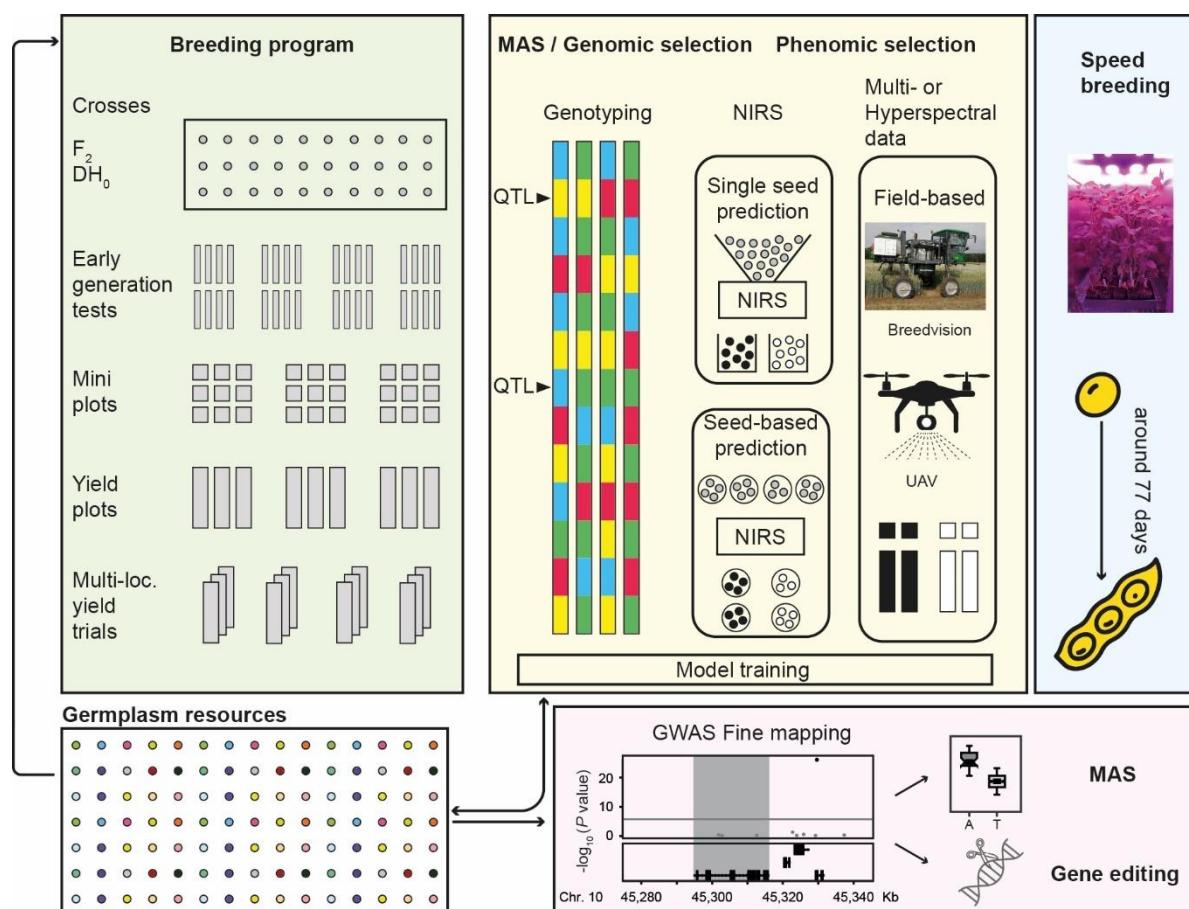 Breeding program
Crosses
F₂
DH₀
Early
generation
tests
Mini
plots
Yield
plots
Multi-loc.
yield
trials
MAS / Genomic selection
Phenomic selection
Genotyping
QTL
QTL
NIRS
Single seed
prediction
NIRS
Seed-based
prediction
NIRS
Multi- or
Hyperspectral
data
Field-based
Breedvision
UAV
Model training
Speed
breeding
around 77 days
Germplasm resources
GWAS Fine mapping
-log₁₀ (P value)
20
0
Chr. 10
45,280
45,300
45,320
45,340
Kb
A
T
MAS
Gene editing